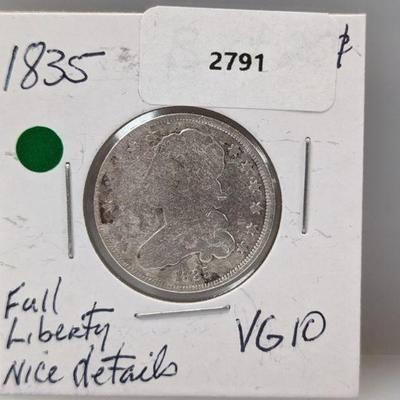 1835
2791
¢
Full
Liberty
Nice details
VG10